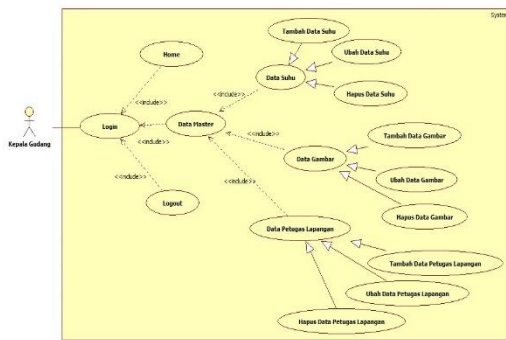 System
Tambah Data Suhu
Ubah Data Suhu
Home
Data Suhu
Hapus Data Suhu
<<include>>
<<include>>
Login
Data Master
Tambah Data Gambar
Kepala Gudang
<<include>>
<<include>>
Data Gambar
Ubah Data Gambar
<<include>>
<<include>>
Logout
Hapus Data Gambar
Data Petugas Lapangan
Tambah Data Petugas Lapangan
Ubah Data Petugas Lapangan
Hapus Data Petugas Lapangan